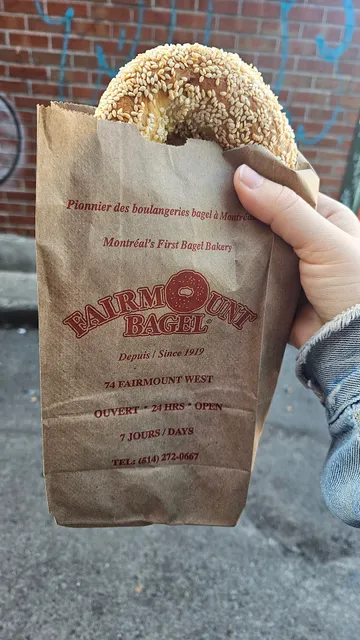 Pionnier des boulangeries bagel à Montréal
Montréal's First Bagel Bakery
FAIRMOUNT
BAGEL
Depuis / Since 1919
74 FAIRMOUNT WEST
OUVERT • 24 HRS • OPEN
7 JOURS / DAYS
TEL: (514) 272-0667